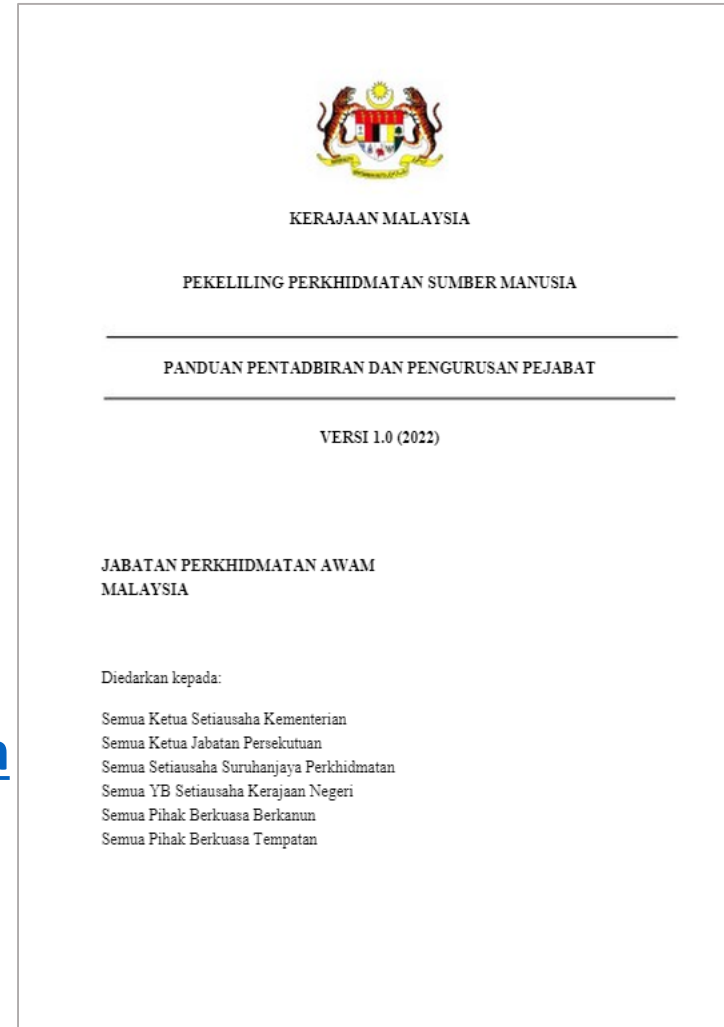 KERAJAAN MALAYSIA
PEKELILING PERKHIDMATAN SUMBER MANUSIA
PANDUAN PENTADBIRAN DAN PENGURUSAN PEJABAT
VERSI 1.0 (2022)
JABATAN PERKHIDMATAN AWAM
MALAYSIA
Diedarkan kepada:
Semua Ketua Setiausaha Kementerian
Semua Ketua Jabatan Persekutuan
Semua Setiausaha Suruhanjaya Perkhidmatan
Semua YB Setiausaha Kerajaan Negeri
Semua Pihak Berkuasa Berkanun
Semua Pihak Berkuasa Tempatan